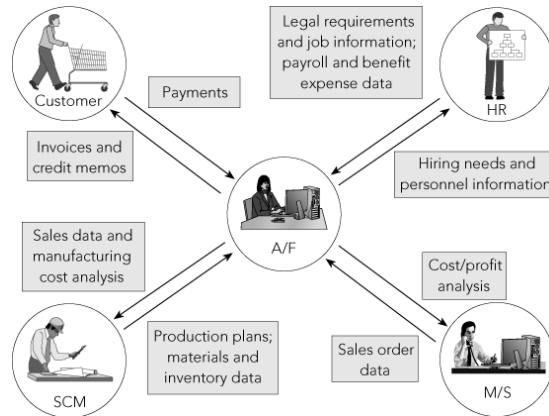 Customer
Payments
Legal requirements
and job information;
payroll and benefit
expense data
HR
Invoices and
credit memos
Hiring needs and
personnel information
A/F
Sales data and
manufacturing
cost analysis
Cost/profit
analysis
SCM
Production plans;
materials and
inventory data
Sales order
data
M/S